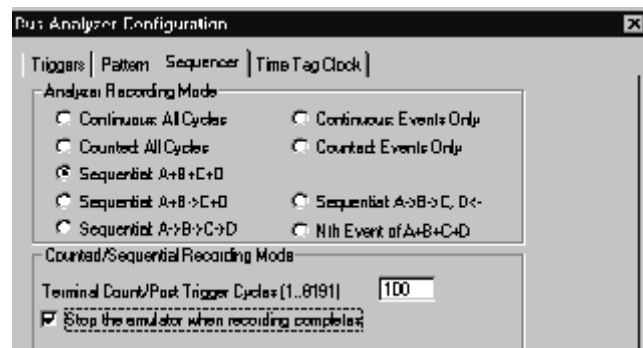 Bus Analyzer Configuration
Triggers Pattern Sequencer Time Tag Clock
Analyzer Recording Mode
Continuous: All Cycles Continuous: Events Only
Counted: All Cycles Counted: Events Only
Sequential: A+B+C+D
Sequential: A+B->C+D Sequential: A->B->C, D<-
Sequential: A->B->C->D Nth Event of A+B+C+D
Counted/Sequential Recording Mode
Terminal Count/Post Trigger Cycles (1..8191) 100
Stop the emulator when recording completes